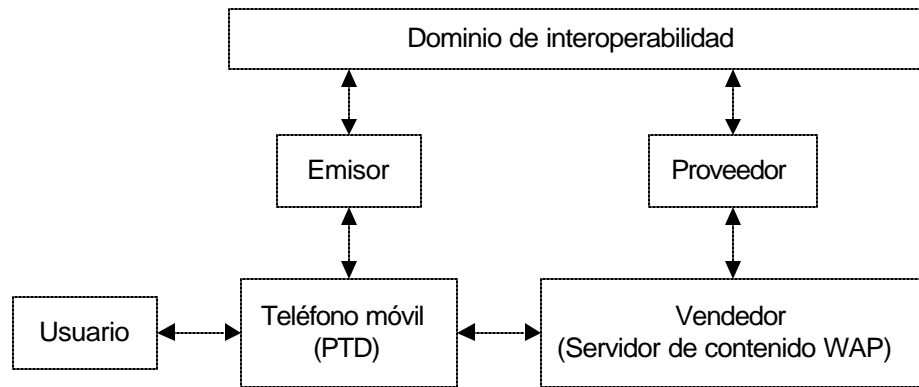 Dominio de interoperabilidad
Emisor
Proveedor
Usuario
Teléfono móvil
(PTD)
Vendedor
(Servidor de contenido WAP)